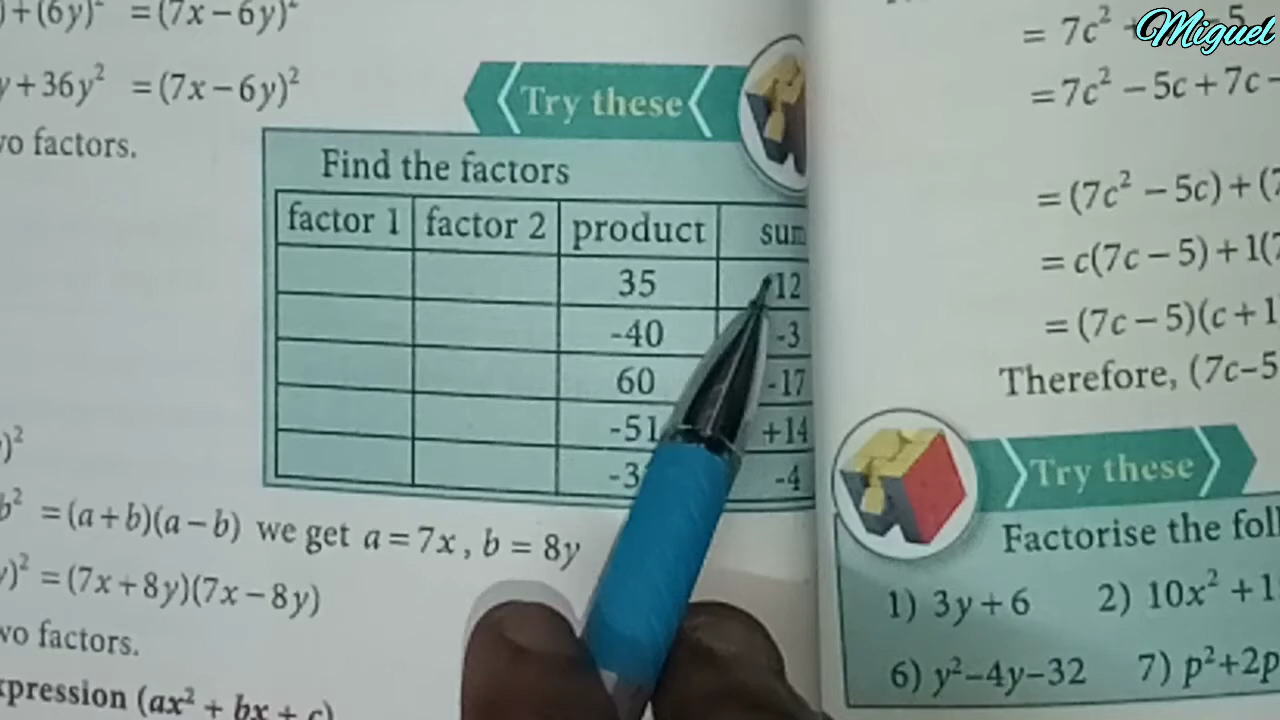 +(6y)² =(7x−6y)²
y+36y² =(7x−6y)²
factors.
Try these
Find the factors
factor 1 factor 2 product sum
35 12
-40 -3
60 -17
-51 +14
-3 -4
)²
b² =(a+b)(a−b) we get a=7x, b = 8y
)² =(7x+8y)(7x−8y)
factors.
(ax² + bx + c)
Miguel
= 7c² + −5
=7c² −5c+7c−
=(7c² −5c)+(7
=c(7c−5)+1(7
=(7c−5)(c+1
Therefore, (7c–5
Try these
Factorise the
1) 3y+6 2) 10x² +1
6) y²–4y–32 7) p²+2p